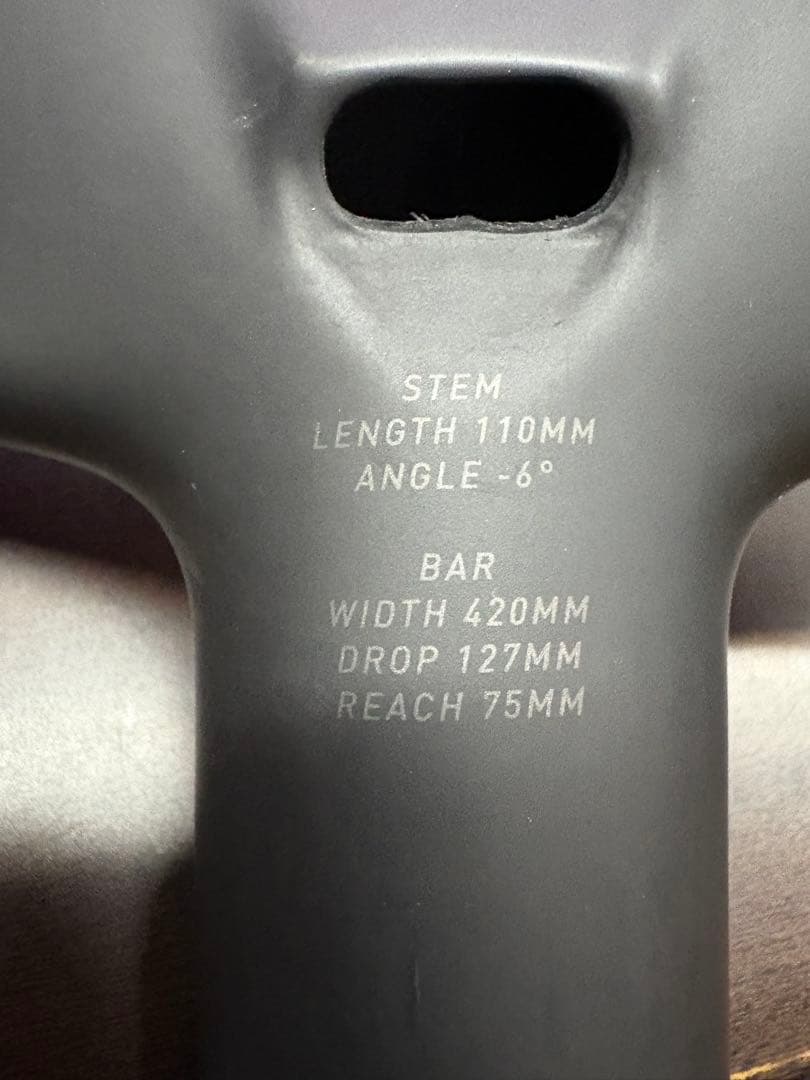 STEM
LENGTH 110MM
ANGLE -6°
BAR
WIDTH 420MM
DROP 127MM
REACH 75MM